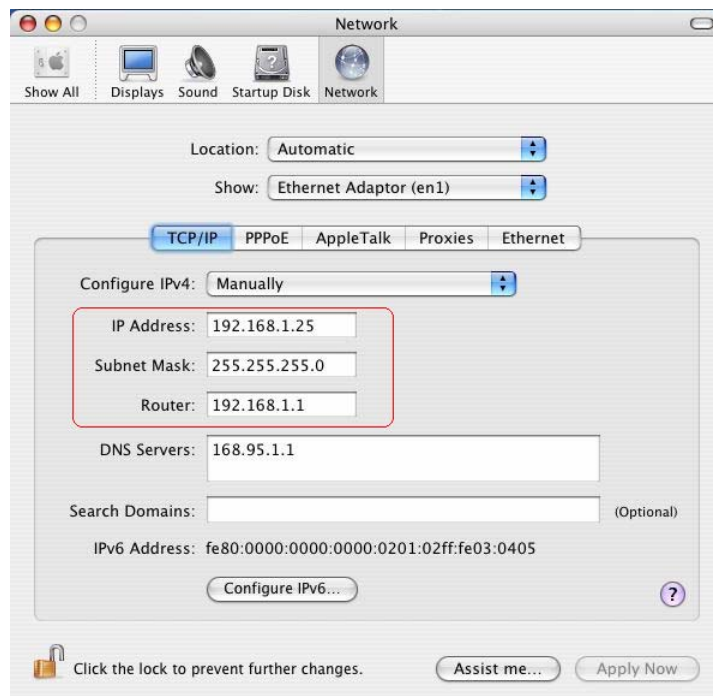 Network
Show All Displays Sound Startup Disk Network
Location: Automatic
Show: Ethernet Adaptor (en1)
TCP/IP PPPoE AppleTalk Proxies Ethernet
Configure IPv4: Manually
IP Address: 192.168.1.25
Subnet Mask: 255.255.255.0
Router: 192.168.1.1
DNS Servers: 168.95.1.1
Search Domains: (Optional)
IPv6 Address: fe80:0000:0000:0000:0201:02ff:fe03:0405
Configure IPv6... ?
Click the lock to prevent further changes. Assist me... Apply Now